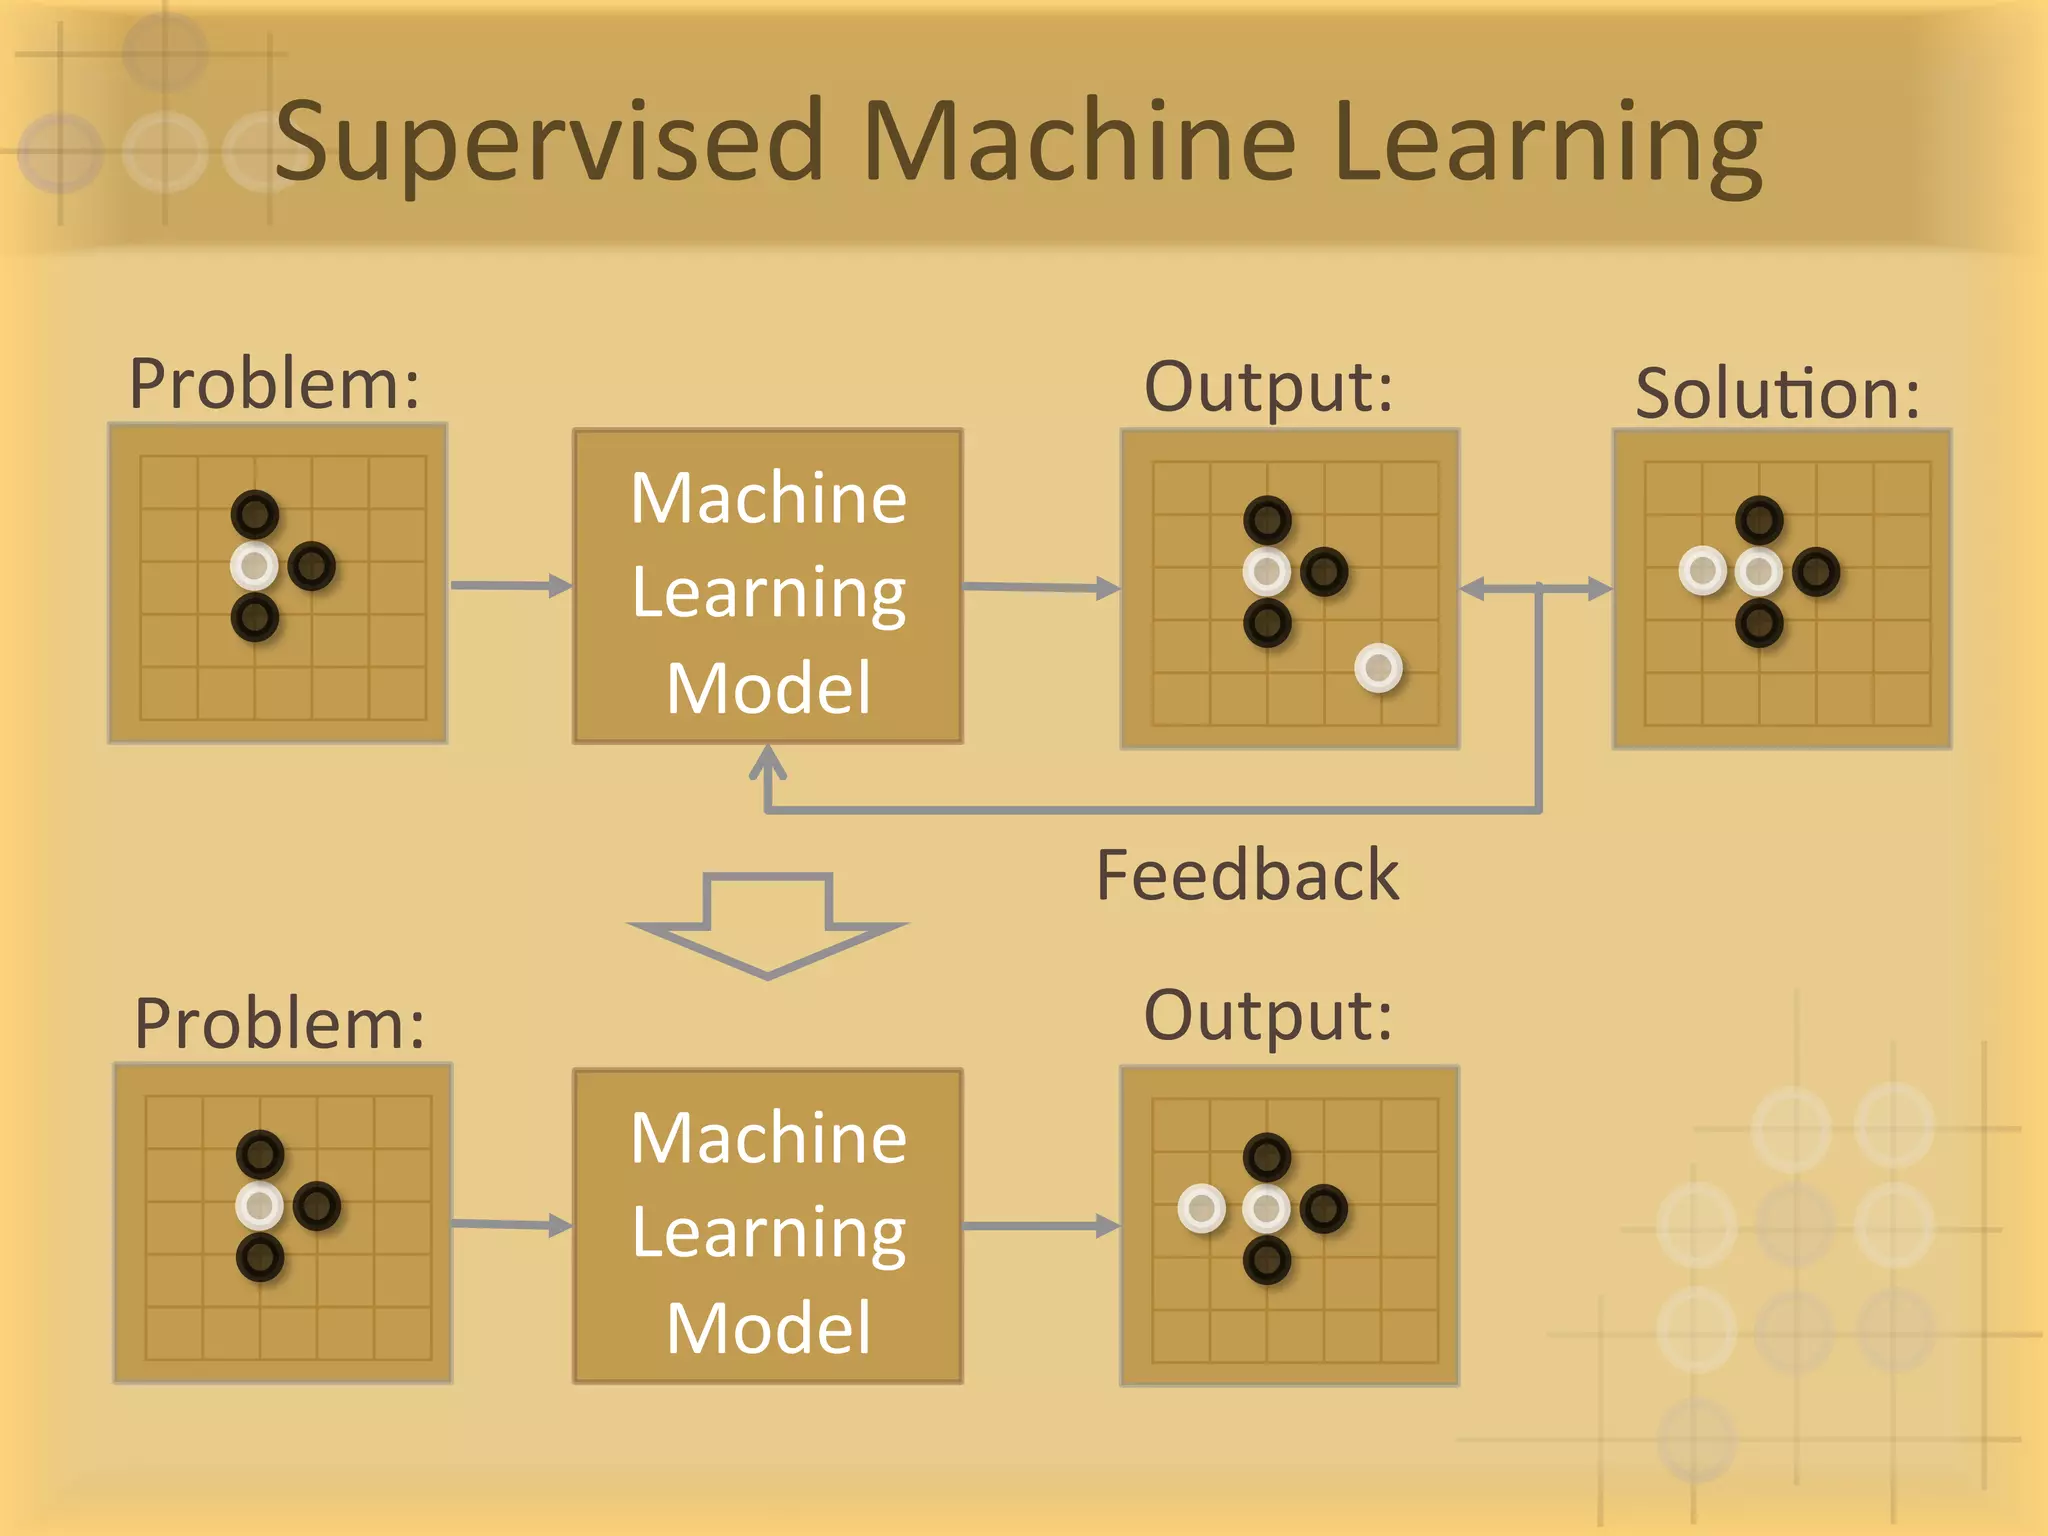 Supervised Machine Learning
Problem:
Output:
Solution:
Machine
Learning
Model
Feedback
Problem:
Output:
Machine
Learning
Model